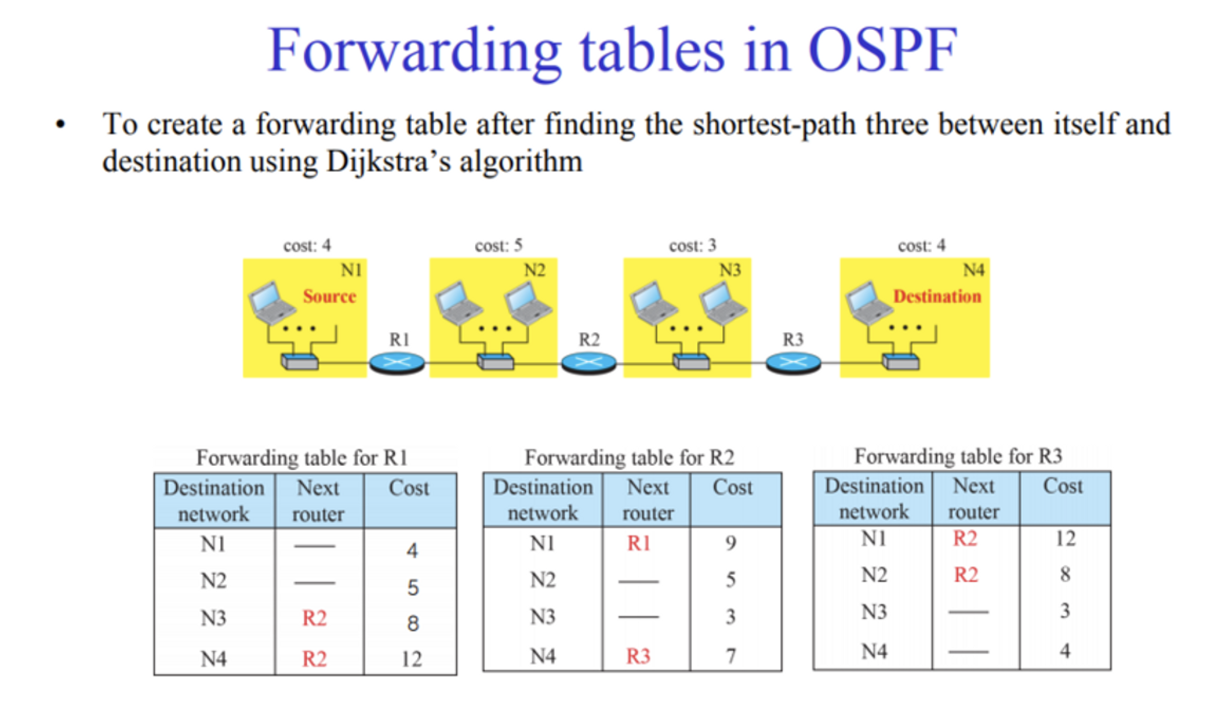 Forwarding tables in OSPF
• To create a forwarding table after finding the shortest-path three between itself and
destination using Dijkstra's algorithm
cost: 4 cost: 5 cost: 3 cost: 4
N1 N2 N3 N4
Source Destination
R1 R2 R3
Forwarding table for R1
Destination Next Cost
network router
N1 — 4
N2 — 5
N3 R2 8
N4 R2 12
Forwarding table for R2
Destination Next Cost
network router
N1 R1 9
N2 — 5
N3 — 3
N4 R3 7
Forwarding table for R3
Destination Next Cost
network router
N1 R2 12
N2 R2 8
N3 — 3
N4 — 4